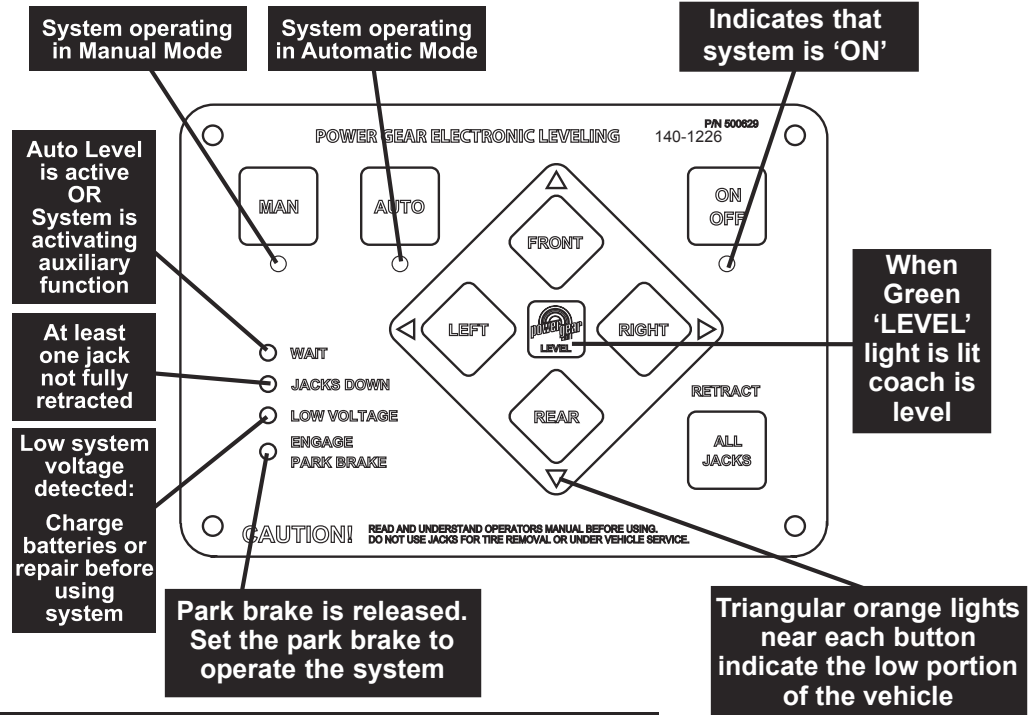 System operating
in Manual Mode
System operating
in Automatic Mode
Indicates that
system is ‘ON’
P/N 500629
POWER GEAR ELECTRONIC LEVELING
140-1226
Auto Level
is active
OR
System is
activating
auxiliary
function
MAN
AUTO
ON
OFF
FRONT
LEFT
powergear
LEVEL
RIGHT
When
Green
‘LEVEL’
light is lit
coach is
level
At least
one jack
not fully
retracted
WAIT
JACKS DOWN
LOW VOLTAGE
ENGAGE
PARK BRAKE
REAR
RETRACT
ALL
JACKS
Low system
voltage
detected:
Charge
batteries or
repair before
using
system
CAUTION!
READ AND UNDERSTAND OPERATORS MANUAL BEFORE USING.
DO NOT USE JACKS FOR TIRE REMOVAL OR UNDER VEHICLE SERVICE.
Park brake is released.
Set the park brake to
operate the system
Triangular orange lights
near each button
indicate the low portion
of the vehicle